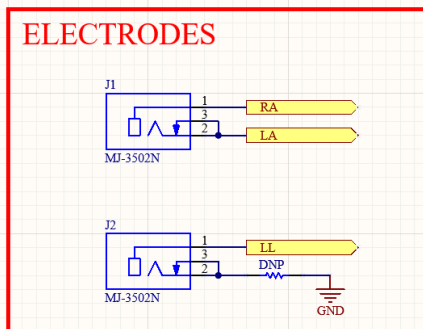 ELECTRODES
J1
1
RA
3
2
LA
MJ-3502N
J2
1
LL
3
DNP
2
MJ-3502N
GND